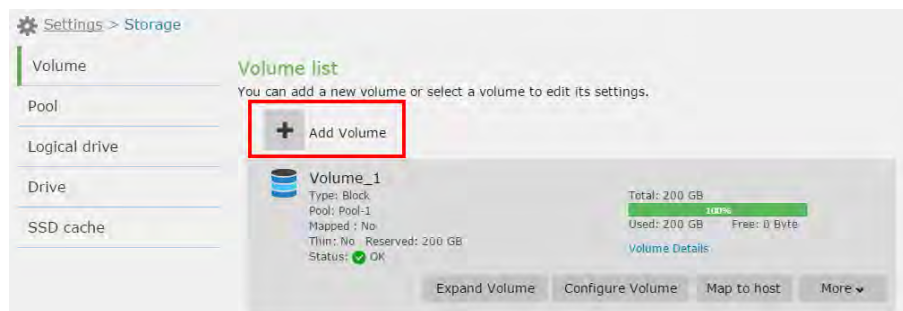 Settings > Storage
Volume
Pool
Logical drive
Drive
SSD cache
Volume list
You can add a new volume or select a volume to edit its settings.
+ Add Volume
Volume_1
Type: Block
Pool: Pool-1
Mapped : No
Thin: No Reserved: 200 GB
Status: OK
Total: 200 GB
100%
Used: 200 GB Free: 0 Byte
Volume Details
Expand Volume Configure Volume Map to host More